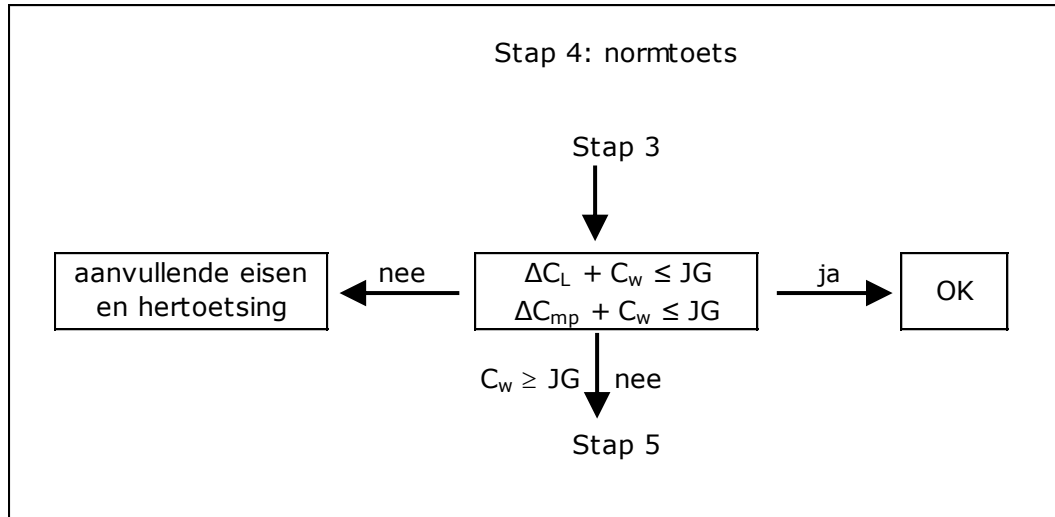 Stap 4: normtoets
Stap 3
aanvullende eisen
en hertoetsing
nee
ΔC_L + C_w ≤ JG
ΔC_mp + C_w ≤ JG
ja
OK
C_w ≥ JG
nee
Stap 5